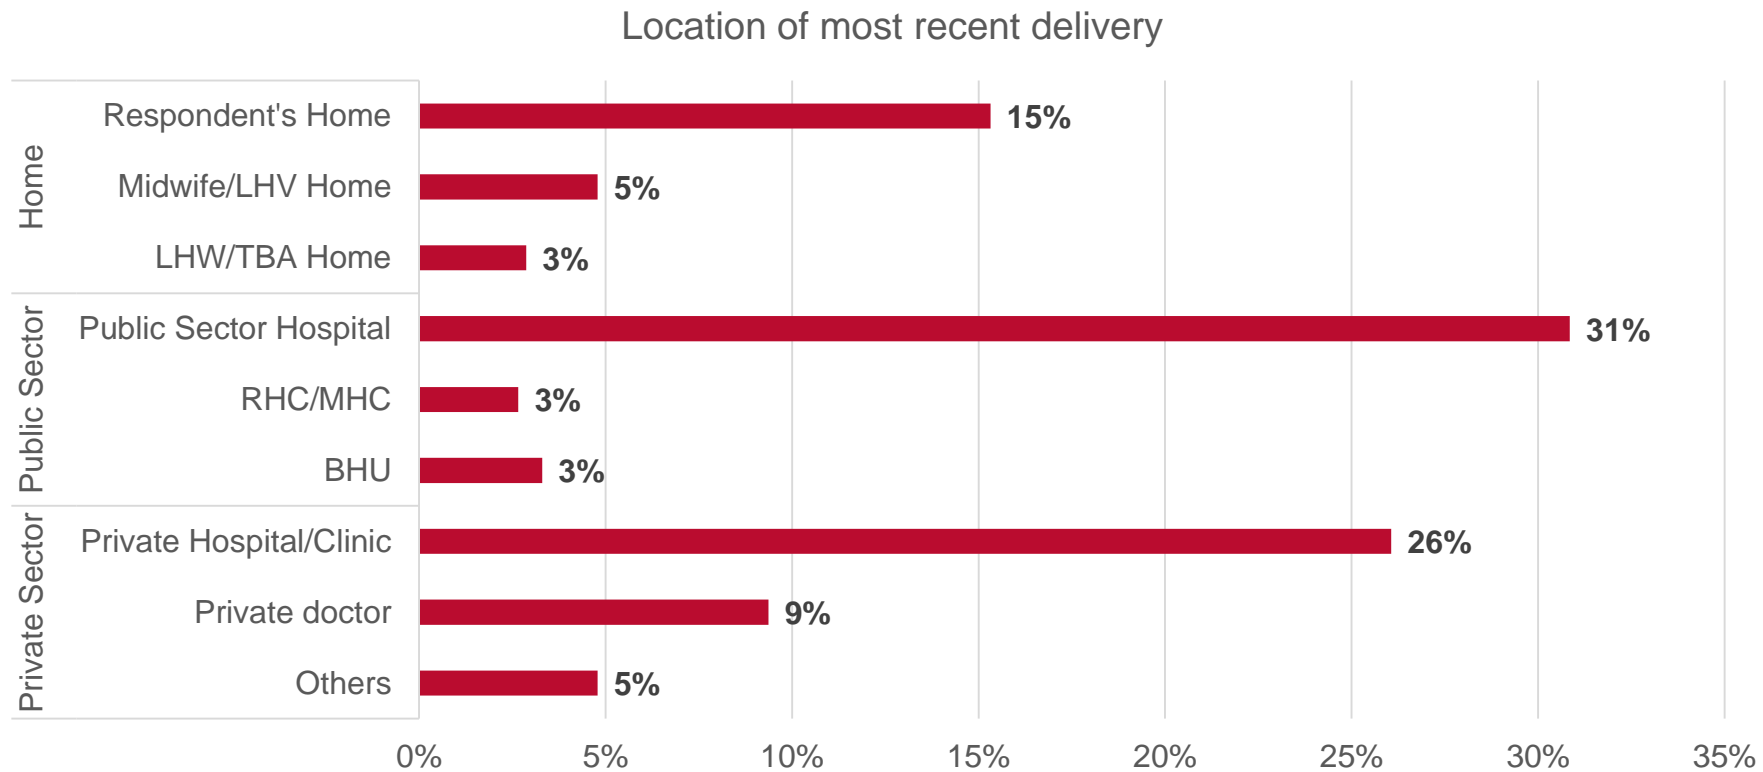 Location of most recent delivery
Home
Respondent's Home 15%
Midwife/LHV Home 5%
LHW/TBA Home 3%
Public Sector
Public Sector Hospital 31%
RHC/MHC 3%
BHU 3%
Private Sector
Private Hospital/Clinic 26%
Private doctor 9%
Others 5%
0% 5% 10% 15% 20% 25% 30% 35%